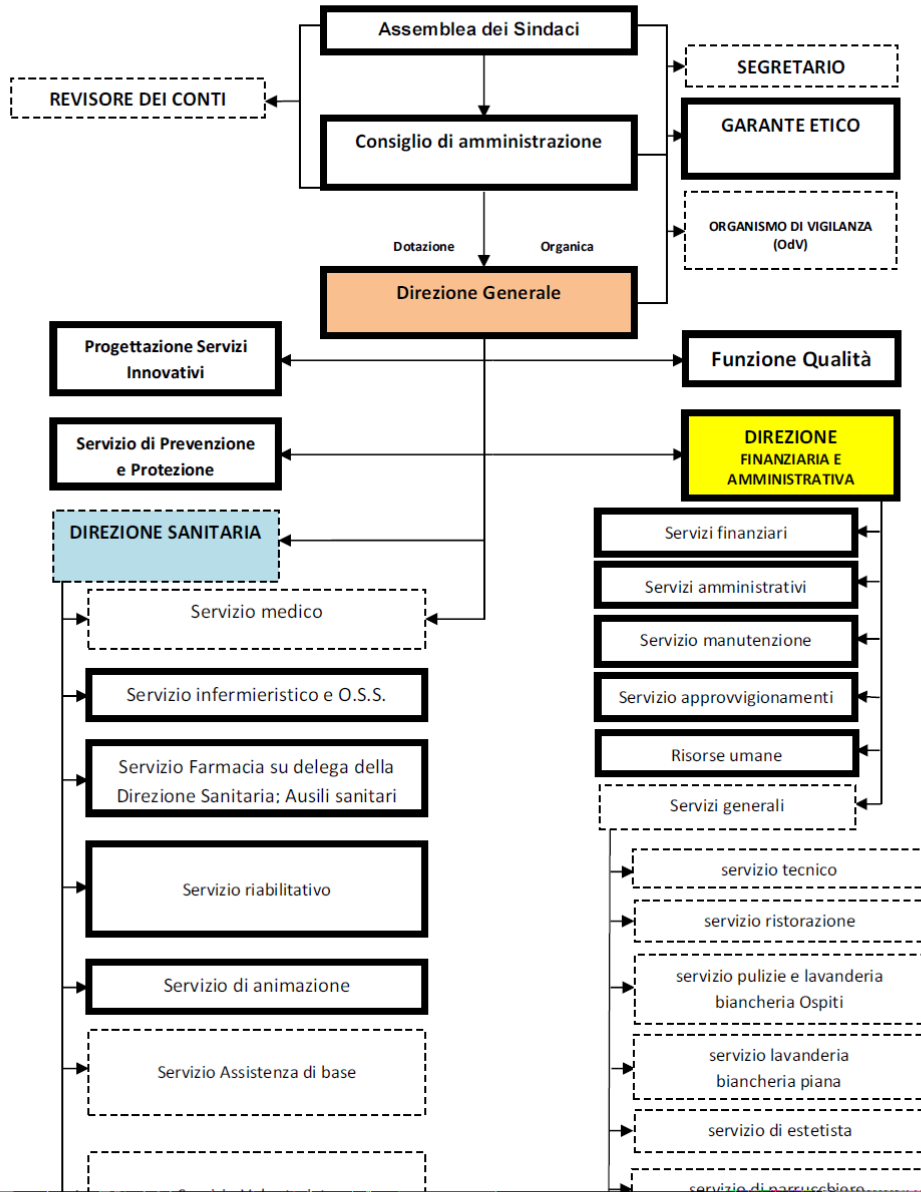 Assemblea dei Sindaci
SEGRETARIO
REVISORE DEI CONTI
GARANTE ETICO
Consiglio di amministrazione
ORGANISMO DI VIGILANZA
(OdV)
Dotazione Organica
Direzione Generale
Progettazione Servizi
Innovativi
Funzione Qualità
Servizio di Prevenzione
e Protezione
DIREZIONE
FINANZIARIA E
AMMINISTRATIVA
DIREZIONE SANITARIA
Servizio medico
Servizio infermieristico e O.S.S.
Servizio Farmacia su delega della
Direzione Sanitaria; Ausili sanitari
Servizio riabilitativo
Servizio di animazione
Servizio Assistenza di base
Servizi finanziari
Servizi amministrativi
Servizio manutenzione
Servizio approvvigionamenti
Risorse umane
Servizi generali
servizio tecnico
servizio ristorazione
servizio pulizie e lavanderia
biancheria Ospiti
servizio lavanderia
biancheria piana
servizio di estetista
servizio di parrucchiere